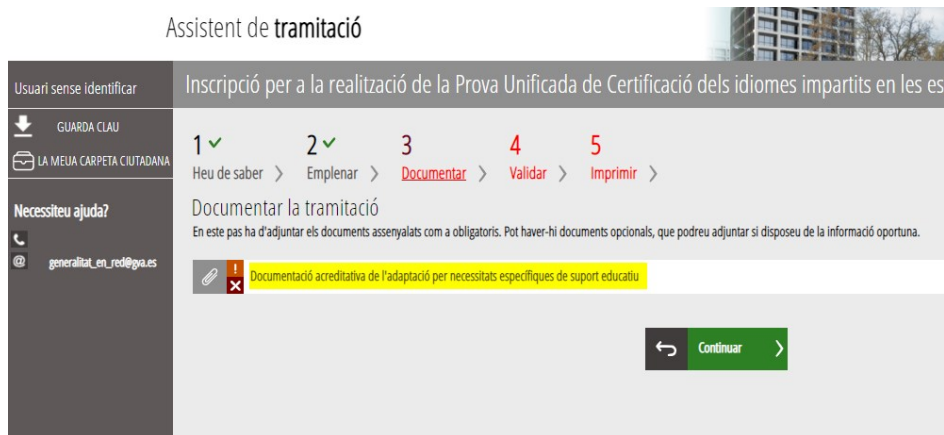 Assistent de tramitació
Usuari sense identificar
GUARDA CLAU
LA MEUA CARPETA CIUTADANA
Necessiteu ajuda?
generalitat_en_red@gva.es
Inscripció per a la realització de la Prova Unificada de Certificació dels idiomes impartits en les es
1 2 3 4 5
Heu de saber Emplenar Documentar Validar Imprimir
Documentar la tramitació
En este pas ha d'adjuntar els documents assenyalats com a obligatoris. Pot haver-hi documents opcionals, que podreu adjuntar si disposeu de la informació oportuna.
Documentació acreditativa de l'adaptació per necessitats específiques de suport educatiu
Continuar